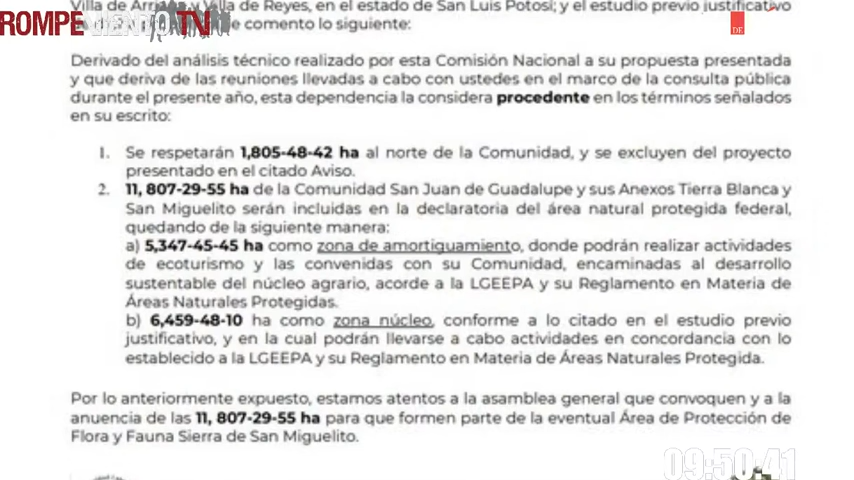 Villa de Arriaga y Villa de Reyes, en el estado de San Luis Potosí; y el estudio previo justificativo
ROMPEVIENTO TN
DE
comento lo siguiente:
Derivado del análisis técnico realizado por esta Comisión Nacional a su propuesta presentada
y que deriva de las reuniones llevadas a cabo con ustedes en el marco de la consulta pública
durante el presente año, esta dependencia la considera procedente en los términos señalados
en su escrito:
1. Se respetarán 1,805-48-42 ha al norte de la Comunidad, y se excluyen del proyecto
presentado en el citado Aviso.
2. 11, 807-29-55 ha de la Comunidad San Juan de Guadalupe y sus Anexos Tierra Blanca y
San Miguelito serán incluidas en la declaratoria del área natural protegida federal,
quedando de la siguiente manera:
a) 5,347-45-45 ha como zona de amortiguamiento, donde podrán realizar actividades
de ecoturismo y las convenidas con su Comunidad, encaminadas al desarrollo
sustentable del núcleo agrario, acorde a la LGEEPA y su Reglamento en Materia de
Áreas Naturales Protegidas.
b) 6,459-48-10 ha como zona núcleo, conforme a lo citado en el estudio previo
justificativo, y en la cual podrán llevarse a cabo actividades en concordancia con lo
establecido a la LGEEPA y su Reglamento en Materia de Áreas Naturales Protegida.
Por lo anteriormente expuesto, estamos atentos a la asamblea general que convoquen y a la
anuencia de las 11, 807-29-55 ha para que formen parte de la eventual Área de Protección de
Flora y Fauna Sierra de San Miguelito.
09:50:41